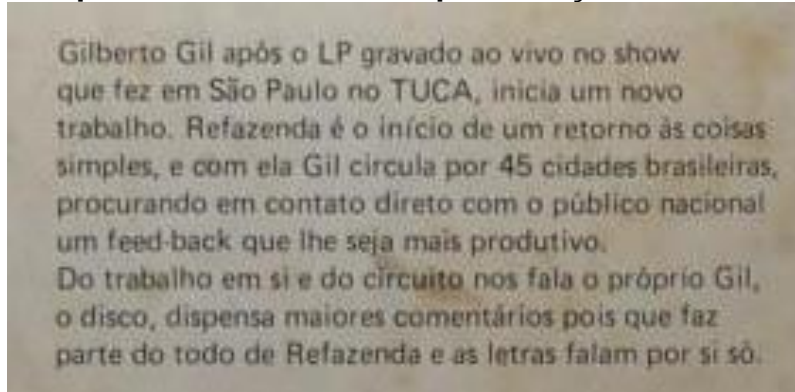 Gilberto Gil após o LP gravado ao vivo no show
que fez em São Paulo no TUCA, inicia um novo
trabalho. Refazenda é o início de um retorno às coisas
simples, e com ela Gil circula por 45 cidades brasileiras,
procurando em contato direto com o público nacional
um feed-back que lhe seja mais produtivo.
Do trabalho em si e do circuito nos fala o próprio Gil,
o disco, dispensa maiores comentários pois que faz
parte do todo de Refazenda e as letras falam por si só.